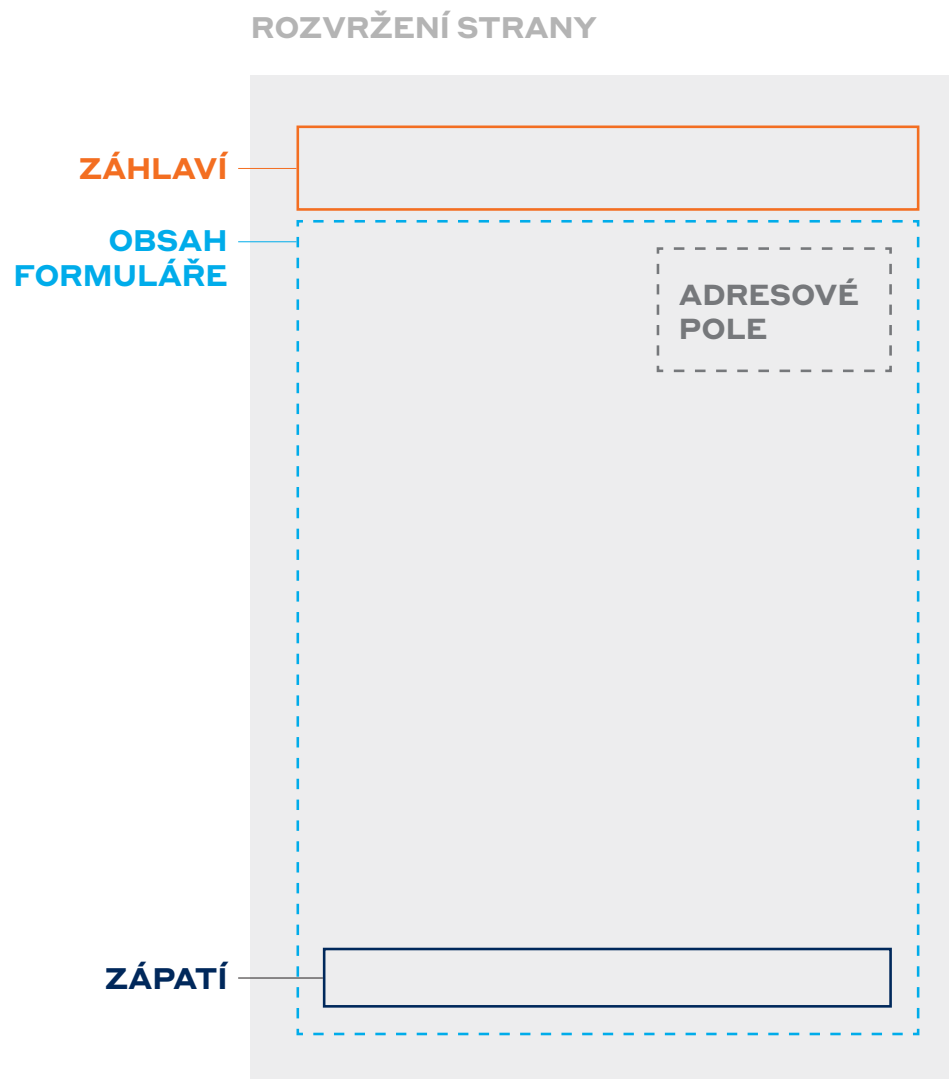 ROZVRŽENÍ STRANY
ZÁHLAVÍ
OBSAH
FORMULÁŘE
ADRESOVÉ
POLE
ZÁPATÍ